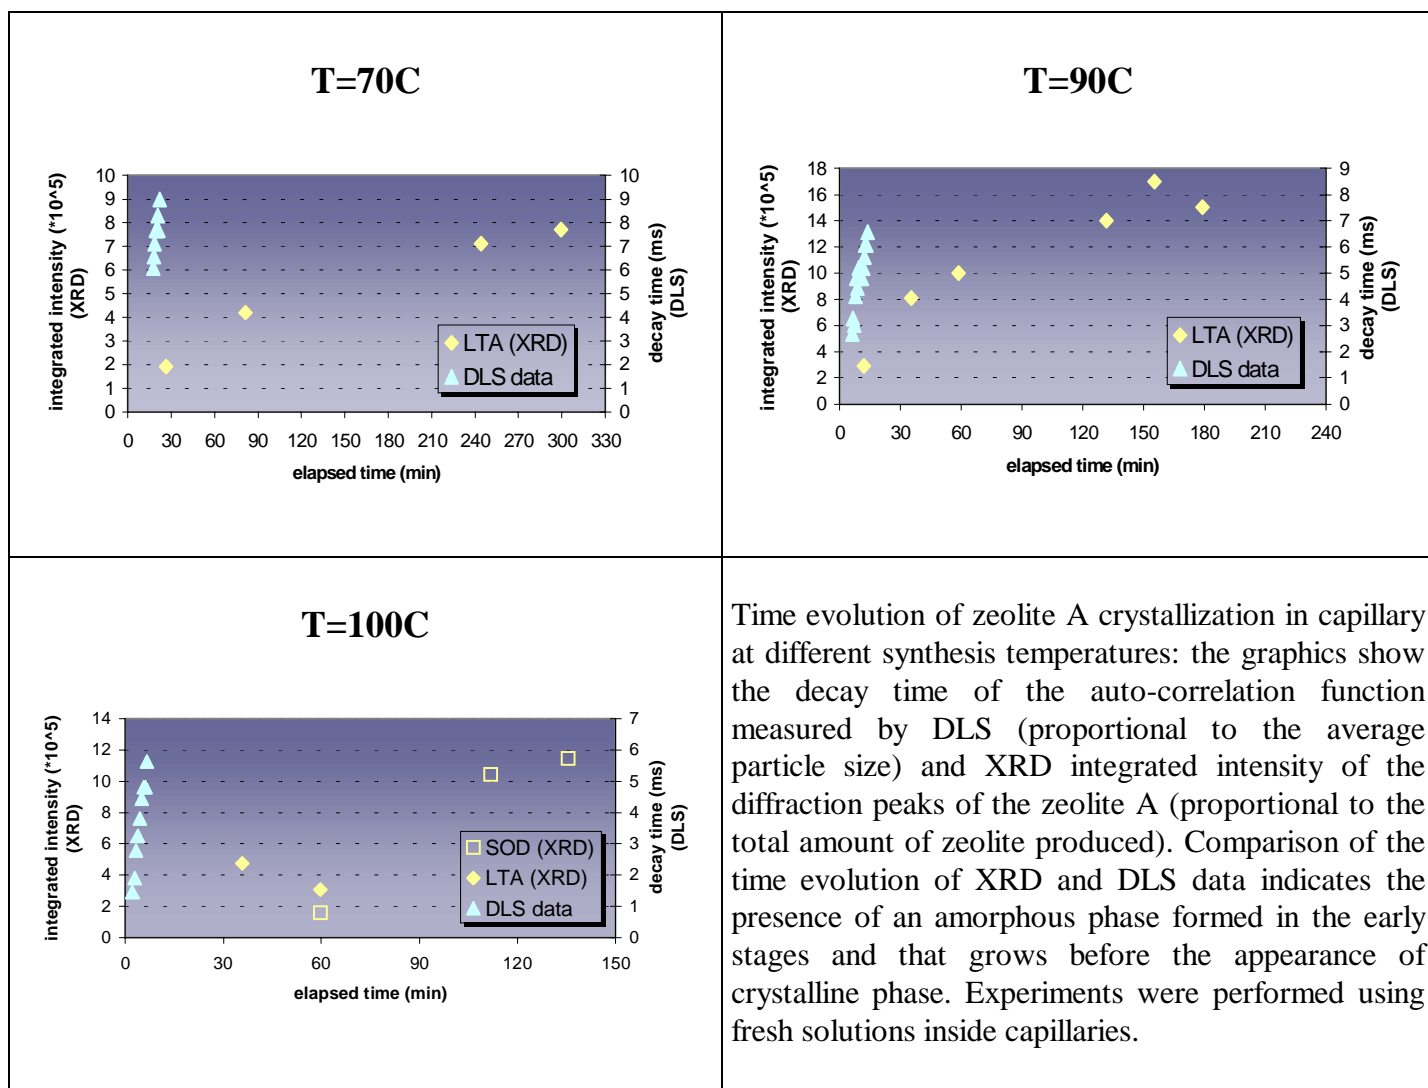 T=70C
integrated intensity (*10^5)
(XRD)
10
9
8
7
6
5
4
3
2
1
0
10
9
8
7
6
5
4
3
2
1
0
decay time (ms)
(DLS)
LTA (XRD)
DLS data
0 30 60 90 120 150 180 210 240 270 300 330
elapsed time (min)
T=90C
integrated intensity (*10^5)
(XRD)
18
16
14
12
10
8
6
4
2
0
9
8
7
6
5
4
3
2
1
0
decay time (ms)
(DLS)
LTA (XRD)
DLS data
0 30 60 90 120 150 180 210 240
elapsed time (min)
T=100C
integrated intensity (*10^5)
(XRD)
14
12
10
8
6
4
2
0
7
6
5
4
3
2
1
0
decay time (ms)
(DLS)
SOD (XRD)
LTA (XRD)
DLS data
0 30 60 90 120 150
elapsed time (min)
Time evolution of zeolite A crystallization in capillary
at different synthesis temperatures: the graphics show
the decay time of the auto-correlation function
measured by DLS (proportional to the average
particle size) and XRD integrated intensity of the
diffraction peaks of the zeolite A (proportional to the
total amount of zeolite produced). Comparison of the
time evolution of XRD and DLS data indicates the
presence of an amorphous phase formed in the early
stages and that grows before the appearance of
crystalline phase. Experiments were performed using
fresh solutions inside capillaries.